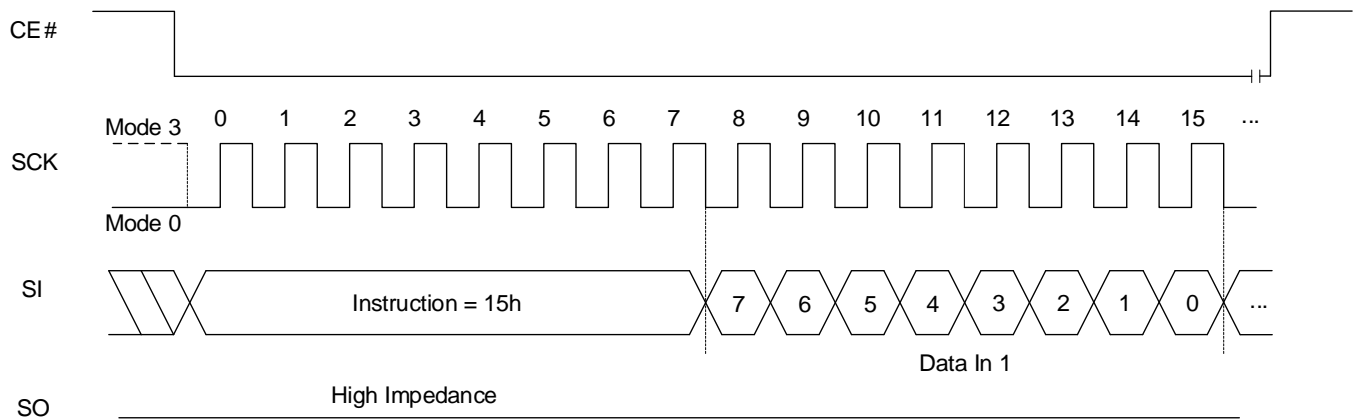 CE#
Mode 3 0 1 2 3 4 5 6 7 8 9 10 11 12 13 14 15 ...
SCK
Mode 0
SI Instruction = 15h 7 6 5 4 3 2 1 0 ...
Data In 1
High Impedance
SO